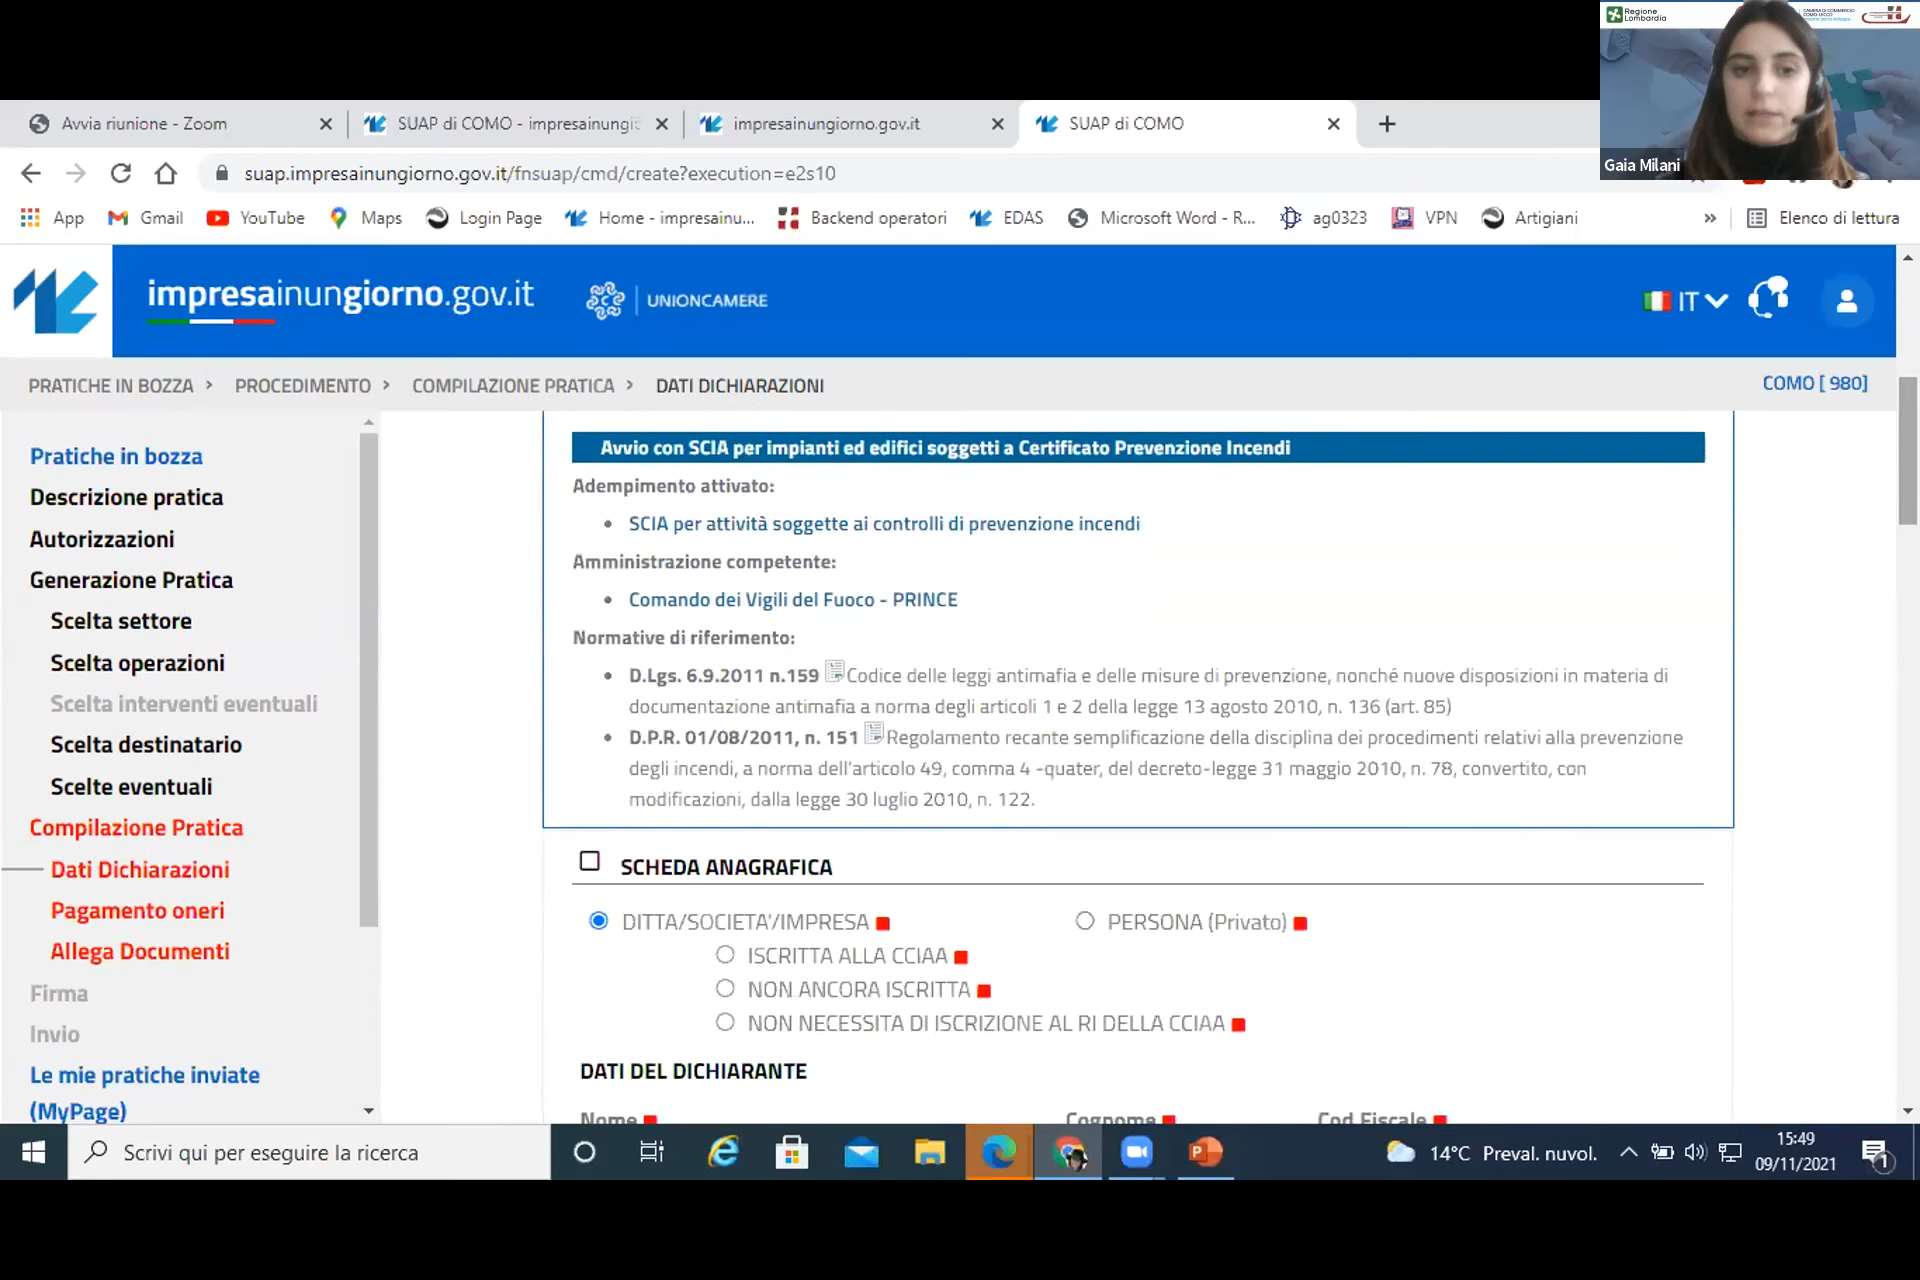 Regione
Lombardia
CAMERA DI COMMERCIO
COMO-LECCO
Gaia Milani
Avvia riunione - Zoom
SUAP di COMO - impresainungi
impresainungiorno.gov.it
SUAP di COMO
suap.impresainungiorno.gov.it/fnsuap/cmd/create?execution=e2s10
App
Gmail
YouTube
Maps
Login Page
Home - impresainu...
Backend operatori
EDAS
Microsoft Word - R...
ag0323
VPN
Artigiani
»
Elenco di lettura
impresainungiorno.gov.it
UNIONCAMERE
IT
PRATICHE IN BOZZA > PROCEDIMENTO > COMPILAZIONE PRATICA > DATI DICHIARAZIONI
COMO [ 980]
Pratiche in bozza
Descrizione pratica
Autorizzazioni
Generazione Pratica
Scelta settore
Scelta operazioni
Scelta interventi eventuali
Scelta destinatario
Scelte eventuali
Compilazione Pratica
Dati Dichiarazioni
Pagamento oneri
Allega Documenti
Firma
Invio
Le mie pratiche inviate
(MyPage)
Avvio con SCIA per impianti ed edifici soggetti a Certificato Prevenzione Incendi
Adempimento attivato:
• SCIA per attività soggette ai controlli di prevenzione incendi
Amministrazione competente:
• Comando dei Vigili del Fuoco - PRINCE
Normative di riferimento:
• D.Lgs. 6.9.2011 n.159 Codice delle leggi antimafia e delle misure di prevenzione, nonché nuove disposizioni in materia di
documentazione antimafia a norma degli articoli 1 e 2 della legge 13 agosto 2010, n. 136 (art. 85)
• D.P.R. 01/08/2011, n. 151 Regolamento recante semplificazione della disciplina dei procedimenti relativi alla prevenzione
degli incendi, a norma dell'articolo 49, comma 4 -quater, del decreto-legge 31 maggio 2010, n. 78, convertito, con
modificazioni, dalla legge 30 luglio 2010, n. 122.
SCHEDA ANAGRAFICA
DITTA/SOCIETA'/IMPRESA
PERSONA (Privato)
ISCRITTA ALLA CCIAA
NON ANCORA ISCRITTA
NON NECESSITA DI ISCRIZIONE AL RI DELLA CCIAA
DATI DEL DICHIARANTE
Nome
Cognome
Cod Fiscale
Scrivi qui per eseguire la ricerca
14°C Preval. nuvol.
15:49
09/11/2021
1